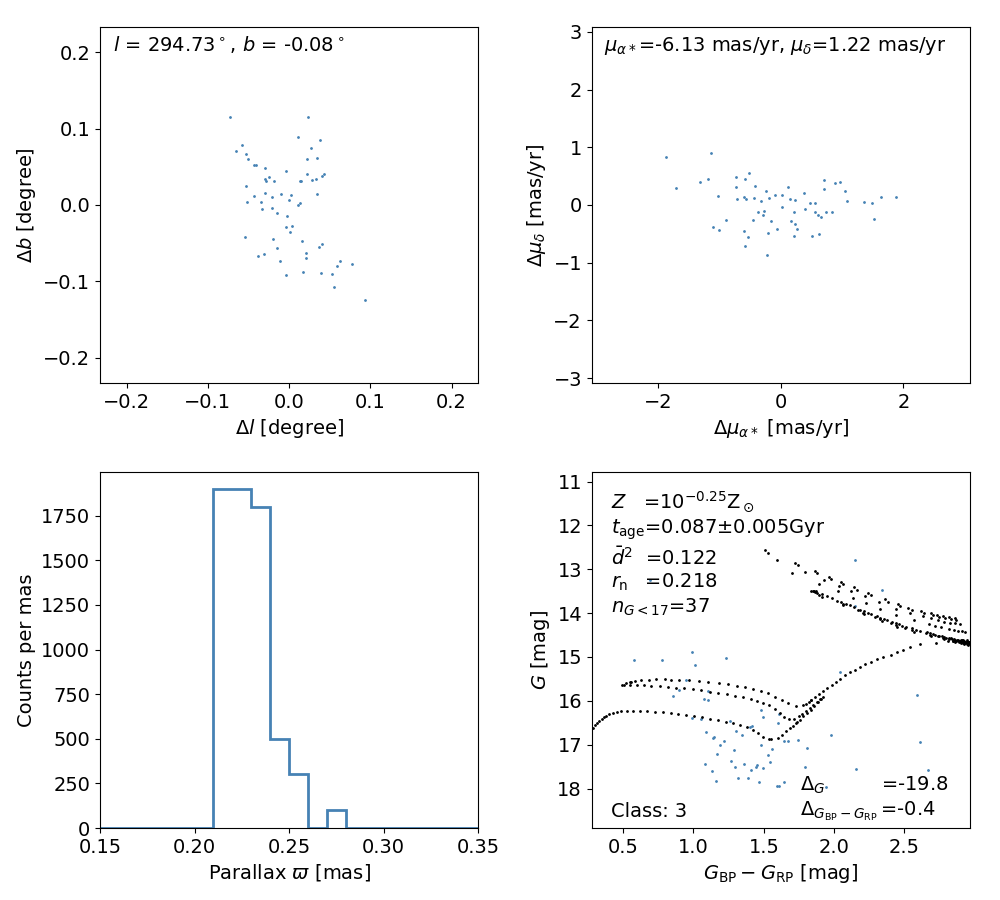 l = 294.73°, b = -0.08°
0.2
0.1
0.0
−0.1
−0.2
Δb [degree]
−0.2 −0.1 0.0 0.1 0.2
Δl [degree]
μα*=-6.13 mas/yr, μδ=1.22 mas/yr
3
2
1
0
−1
−2
−3
Δμδ [mas/yr]
−2 0 2
Δμα* [mas/yr]
1750
1500
1250
1000
750
500
250
0
Counts per mas
0.15 0.20 0.25 0.30 0.35
Parallax ϖ [mas]
11
12
13
14
15
16
17
18
G [mag]
Z =10^−0.25 Z⊙
t_age=0.087±0.005Gyr
d̄² =0.122
r_n =0.218
n_G<17=37
Δ_G =-19.8
Δ_GBP−GRP =-0.4
Class: 3
0.5 1.0 1.5 2.0 2.5
G_BP − G_RP [mag]